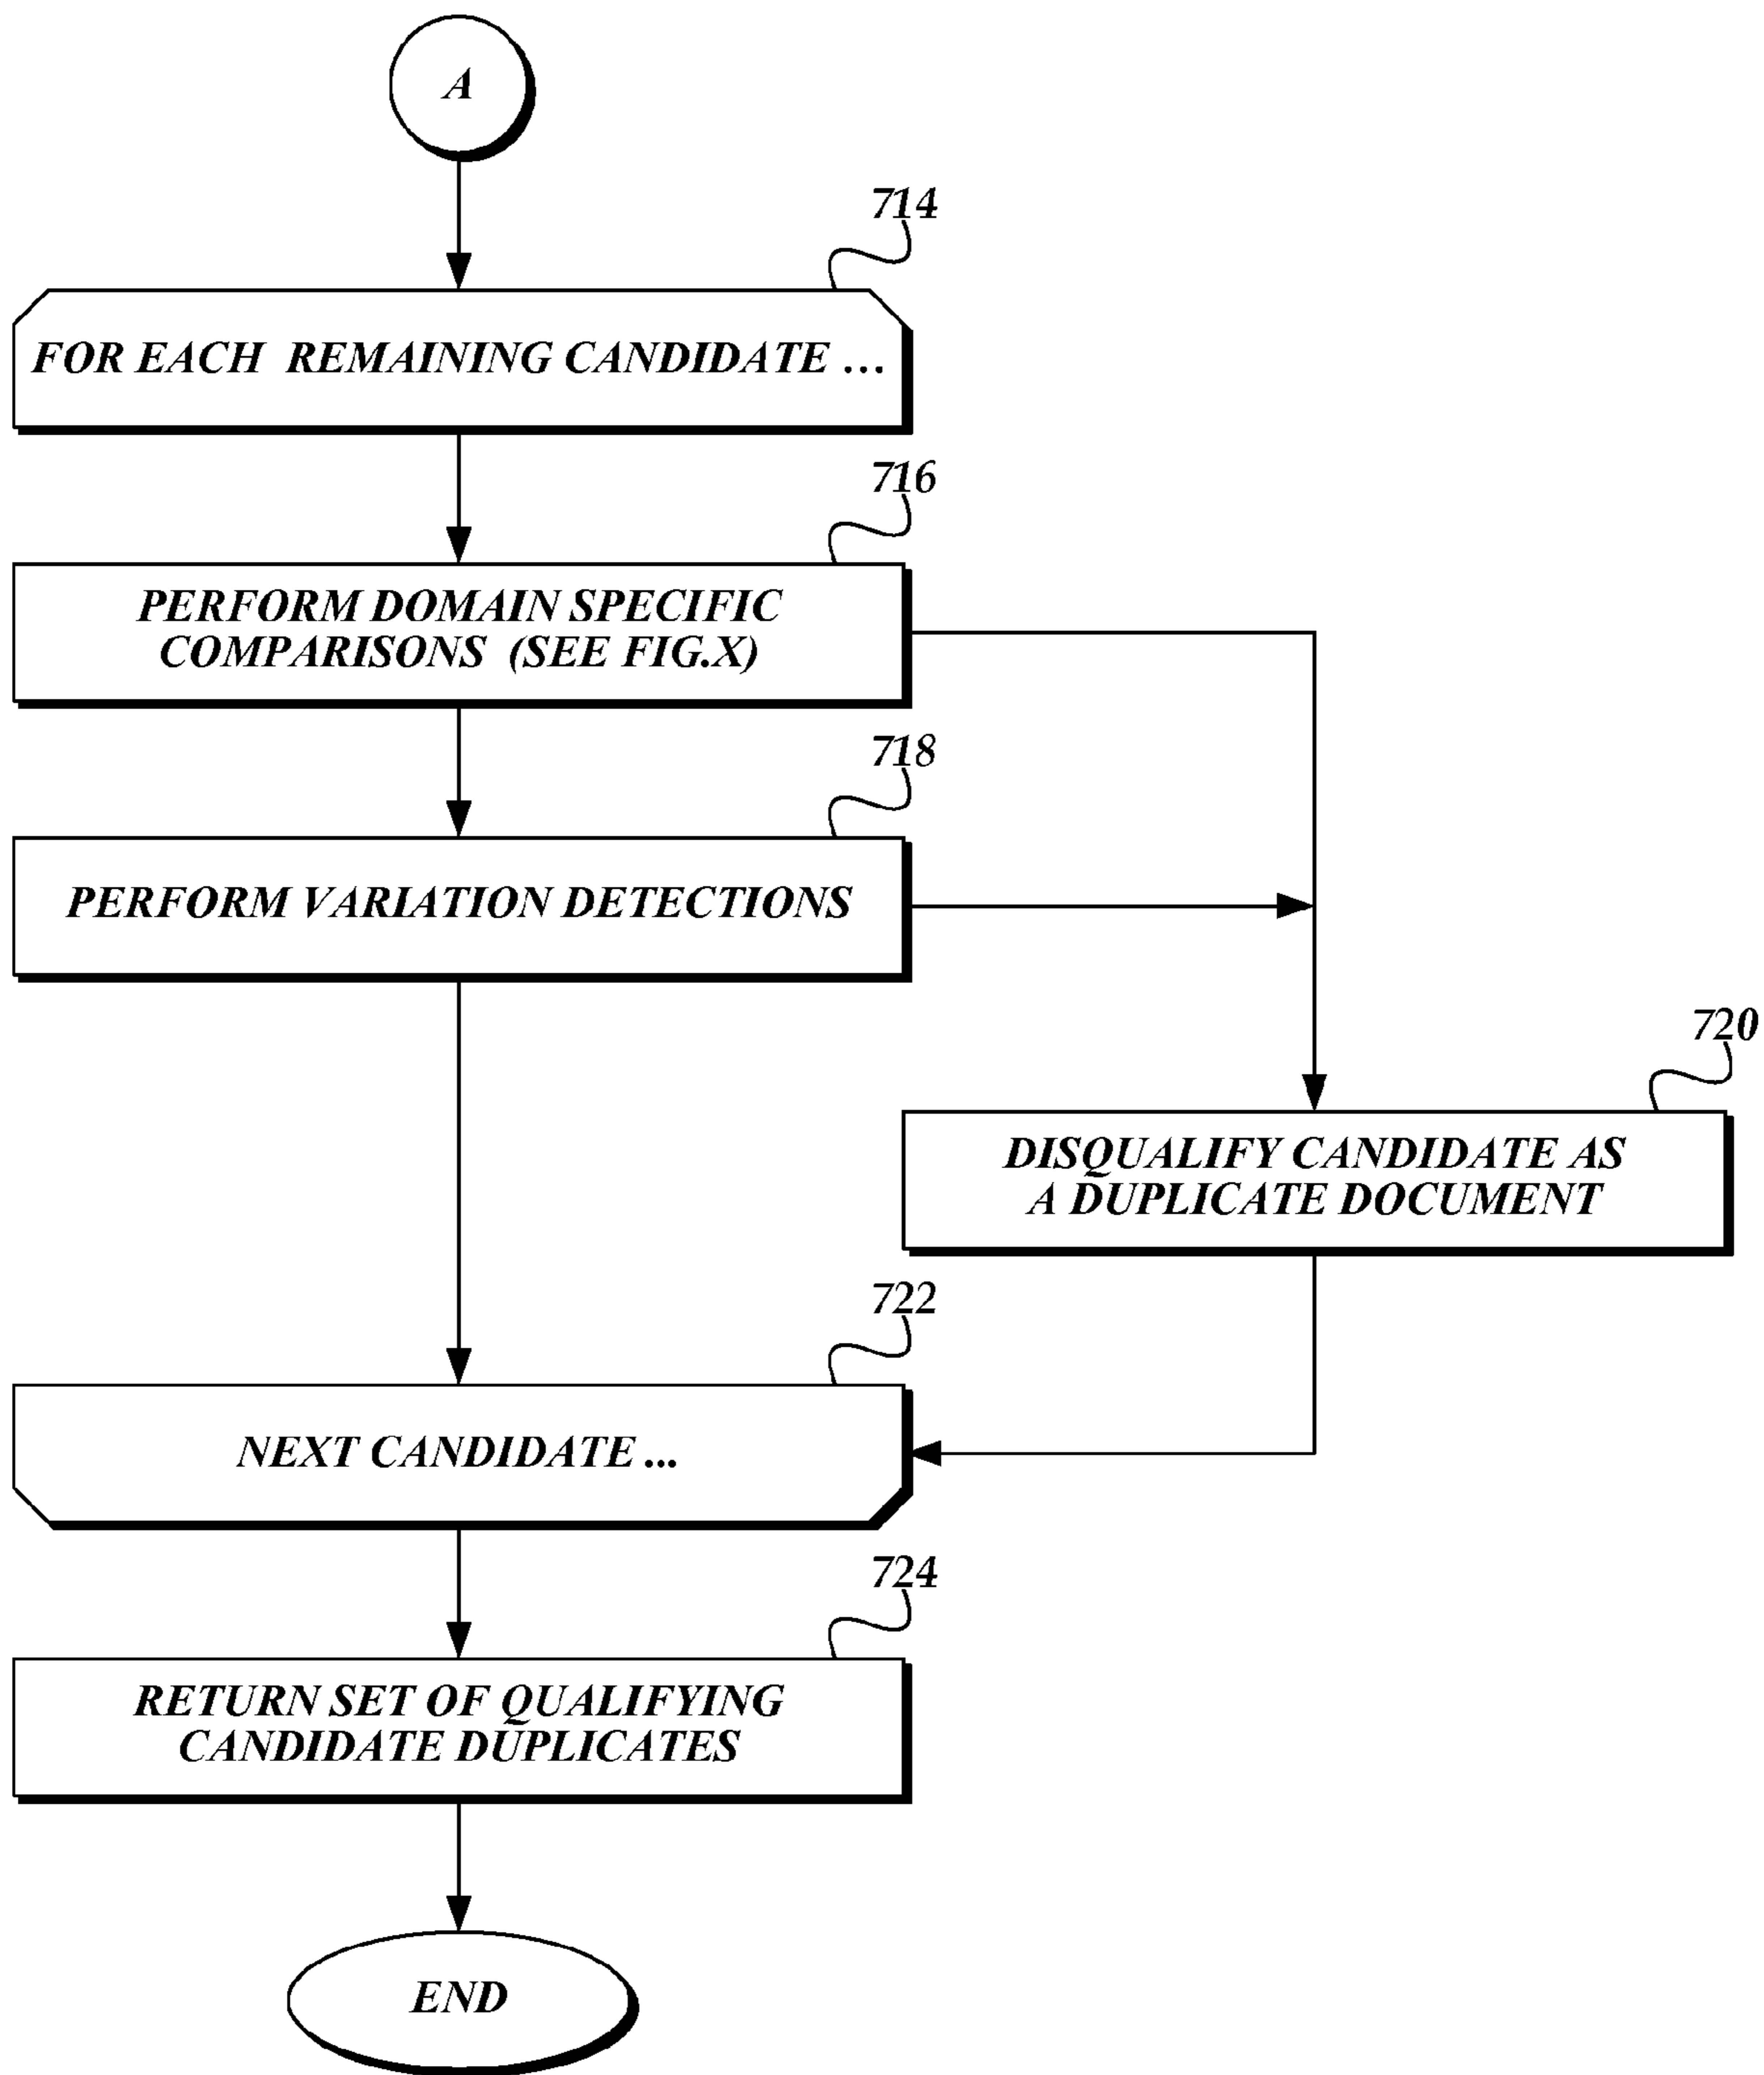 A
714
FOR EACH REMAINING CANDIDATE ...
716
PERFORM DOMAIN SPECIFIC
COMPARISONS (SEE FIG.X)
718
PERFORM VARIATION DETECTIONS
720
DISQUALIFY CANDIDATE AS
A DUPLICATE DOCUMENT
722
NEXT CANDIDATE ...
724
RETURN SET OF QUALIFYING
CANDIDATE DUPLICATES
END